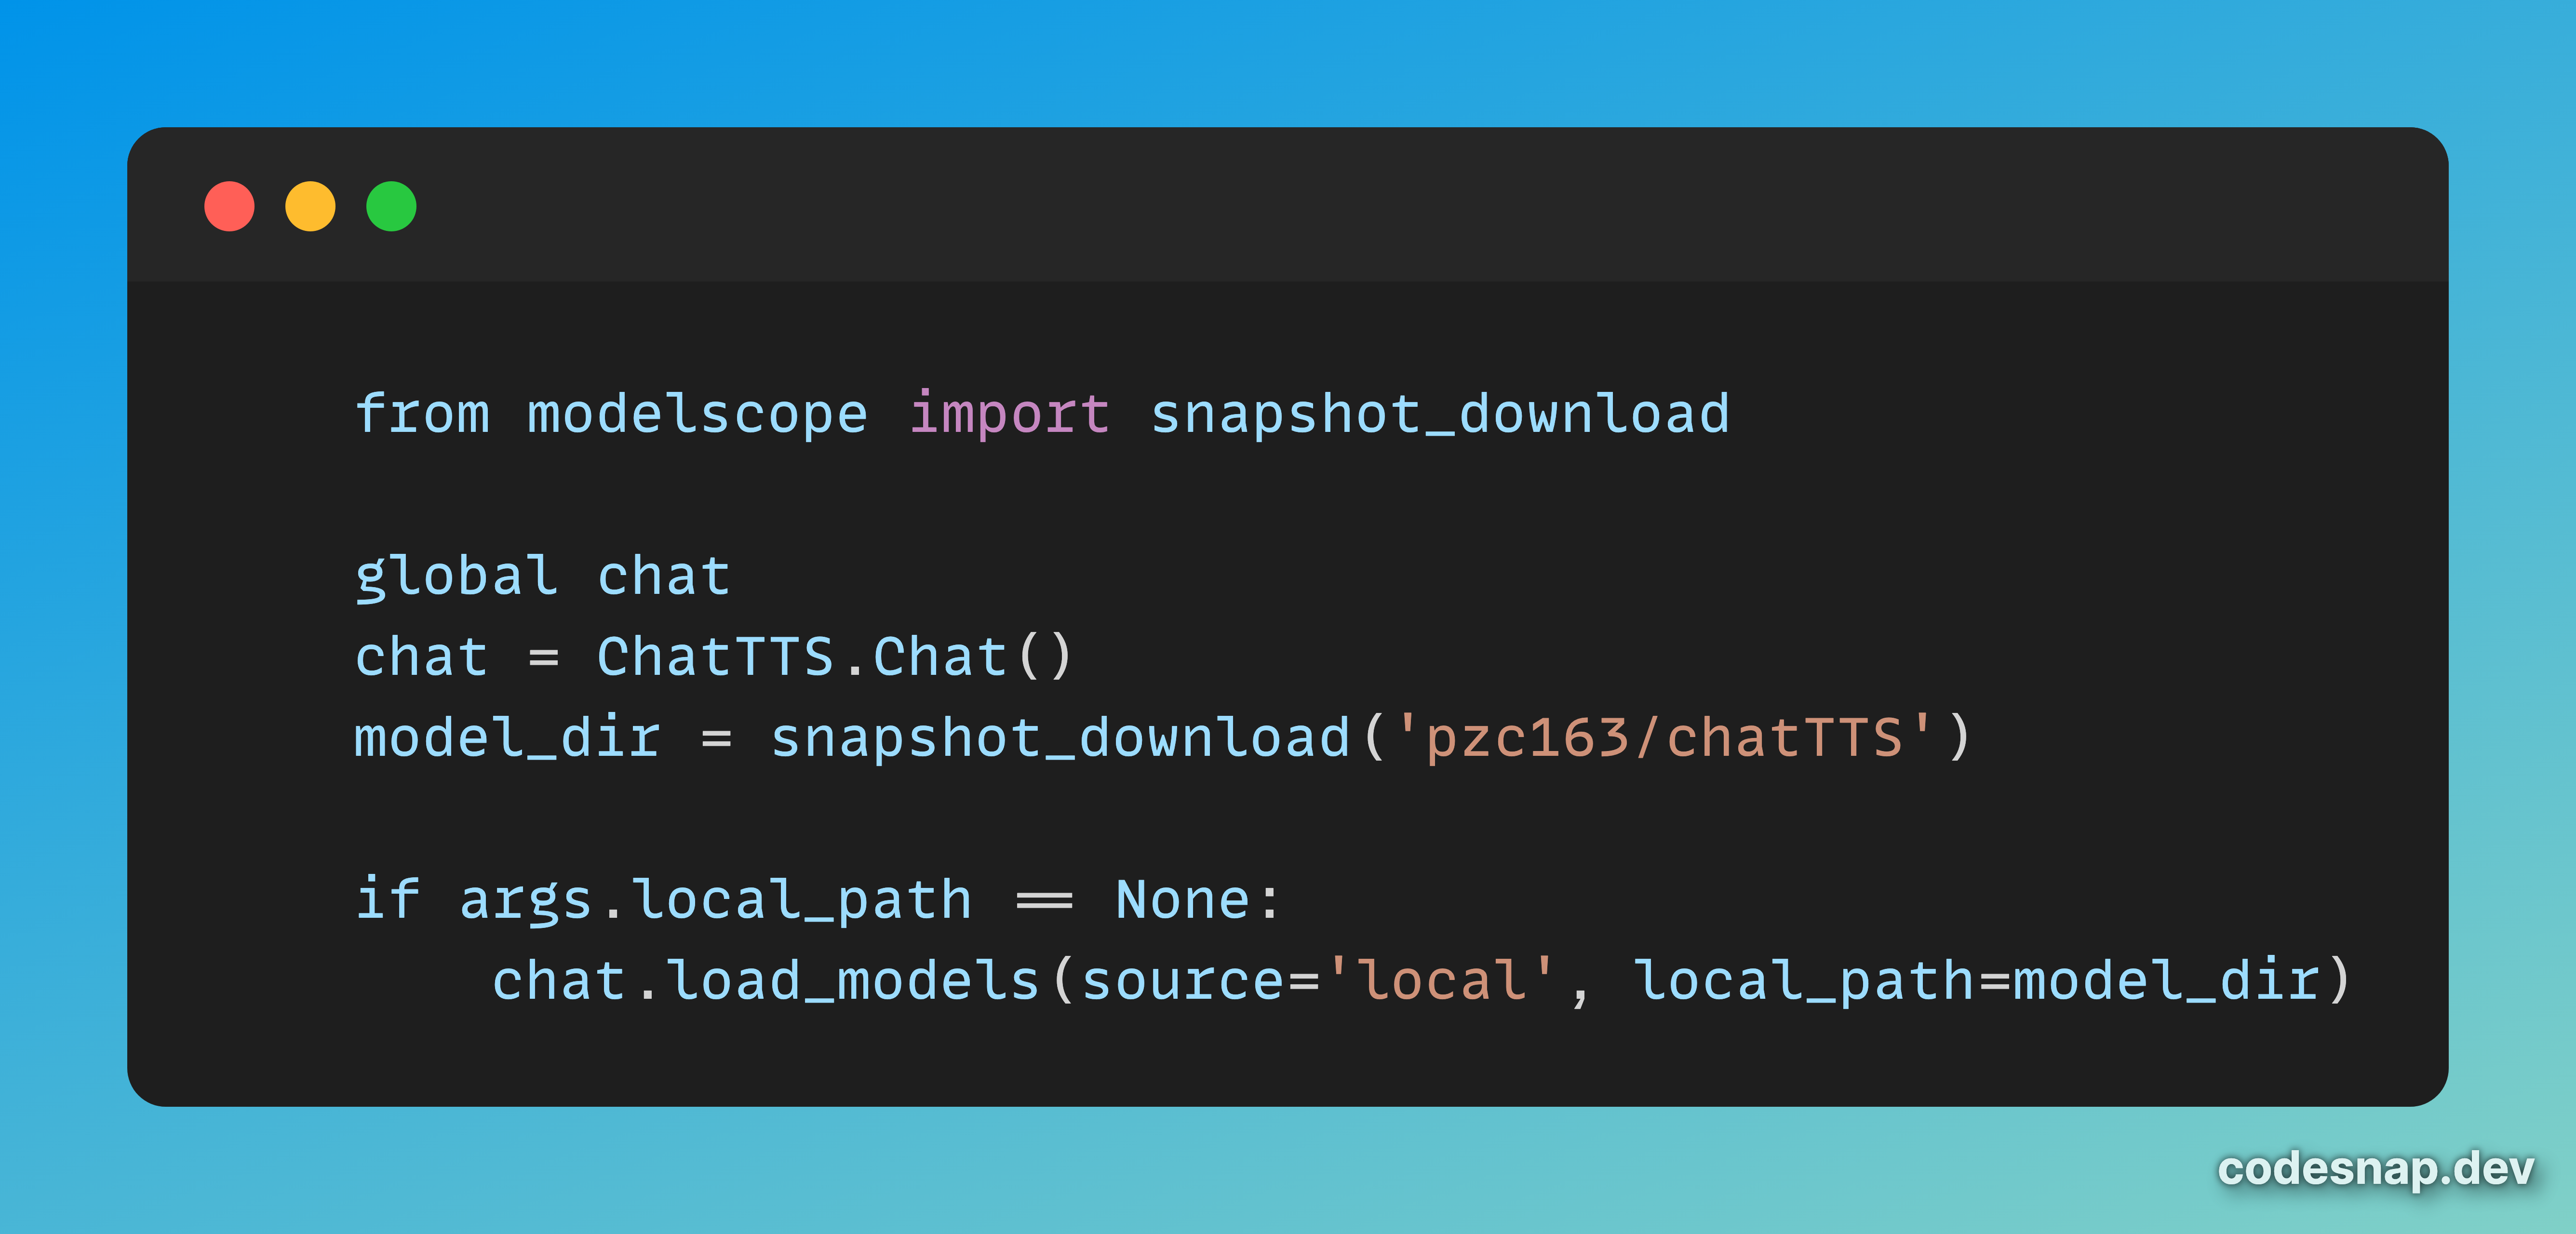 from modelscope import snapshot_download
global chat
chat = ChatTTS.Chat()
model_dir = snapshot_download('pzc163/chatTTS')
if args.local_path == None:
    chat.load_models(source='local', local_path=model_dir)
codesnap.dev